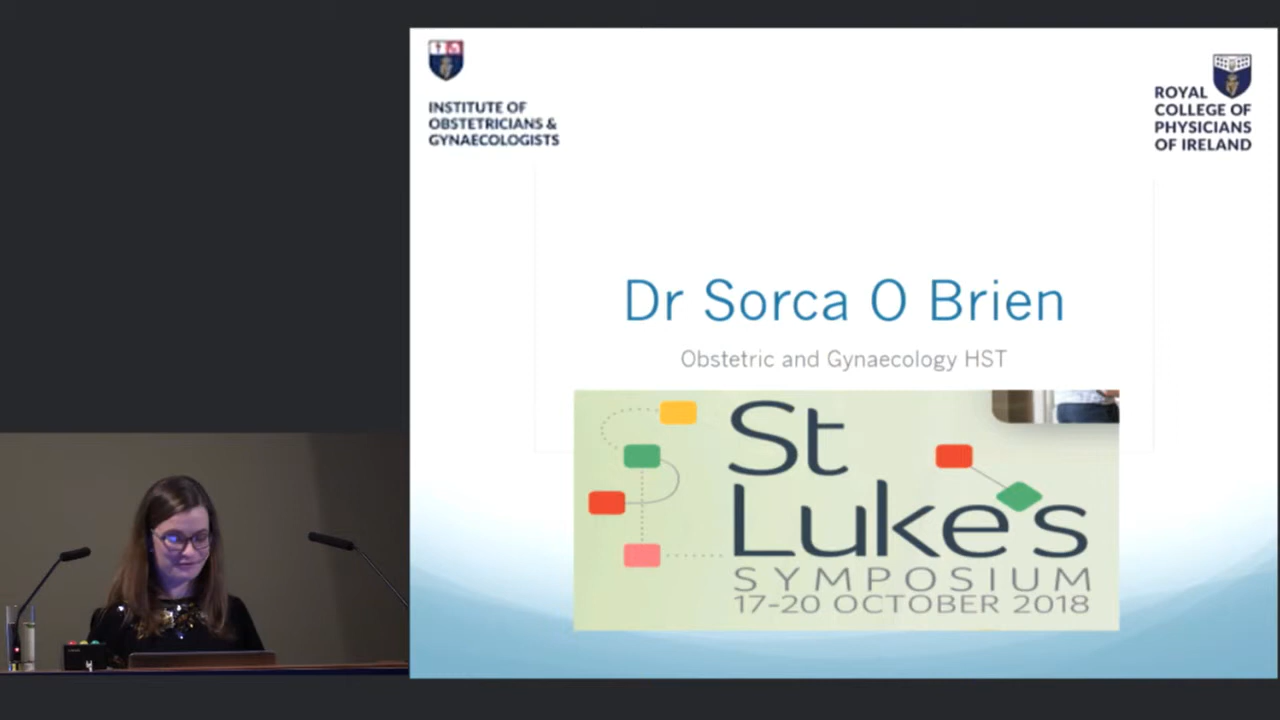 INSTITUTE OF
OBSTETRICIANS &
GYNAECOLOGISTS
ROYAL
COLLEGE OF
PHYSICIANS
OF IRELAND
Dr Sorca O Brien
Obstetric and Gynaecology HST
St
Luke's
SYMPOSIUM
17-20 OCTOBER 2018